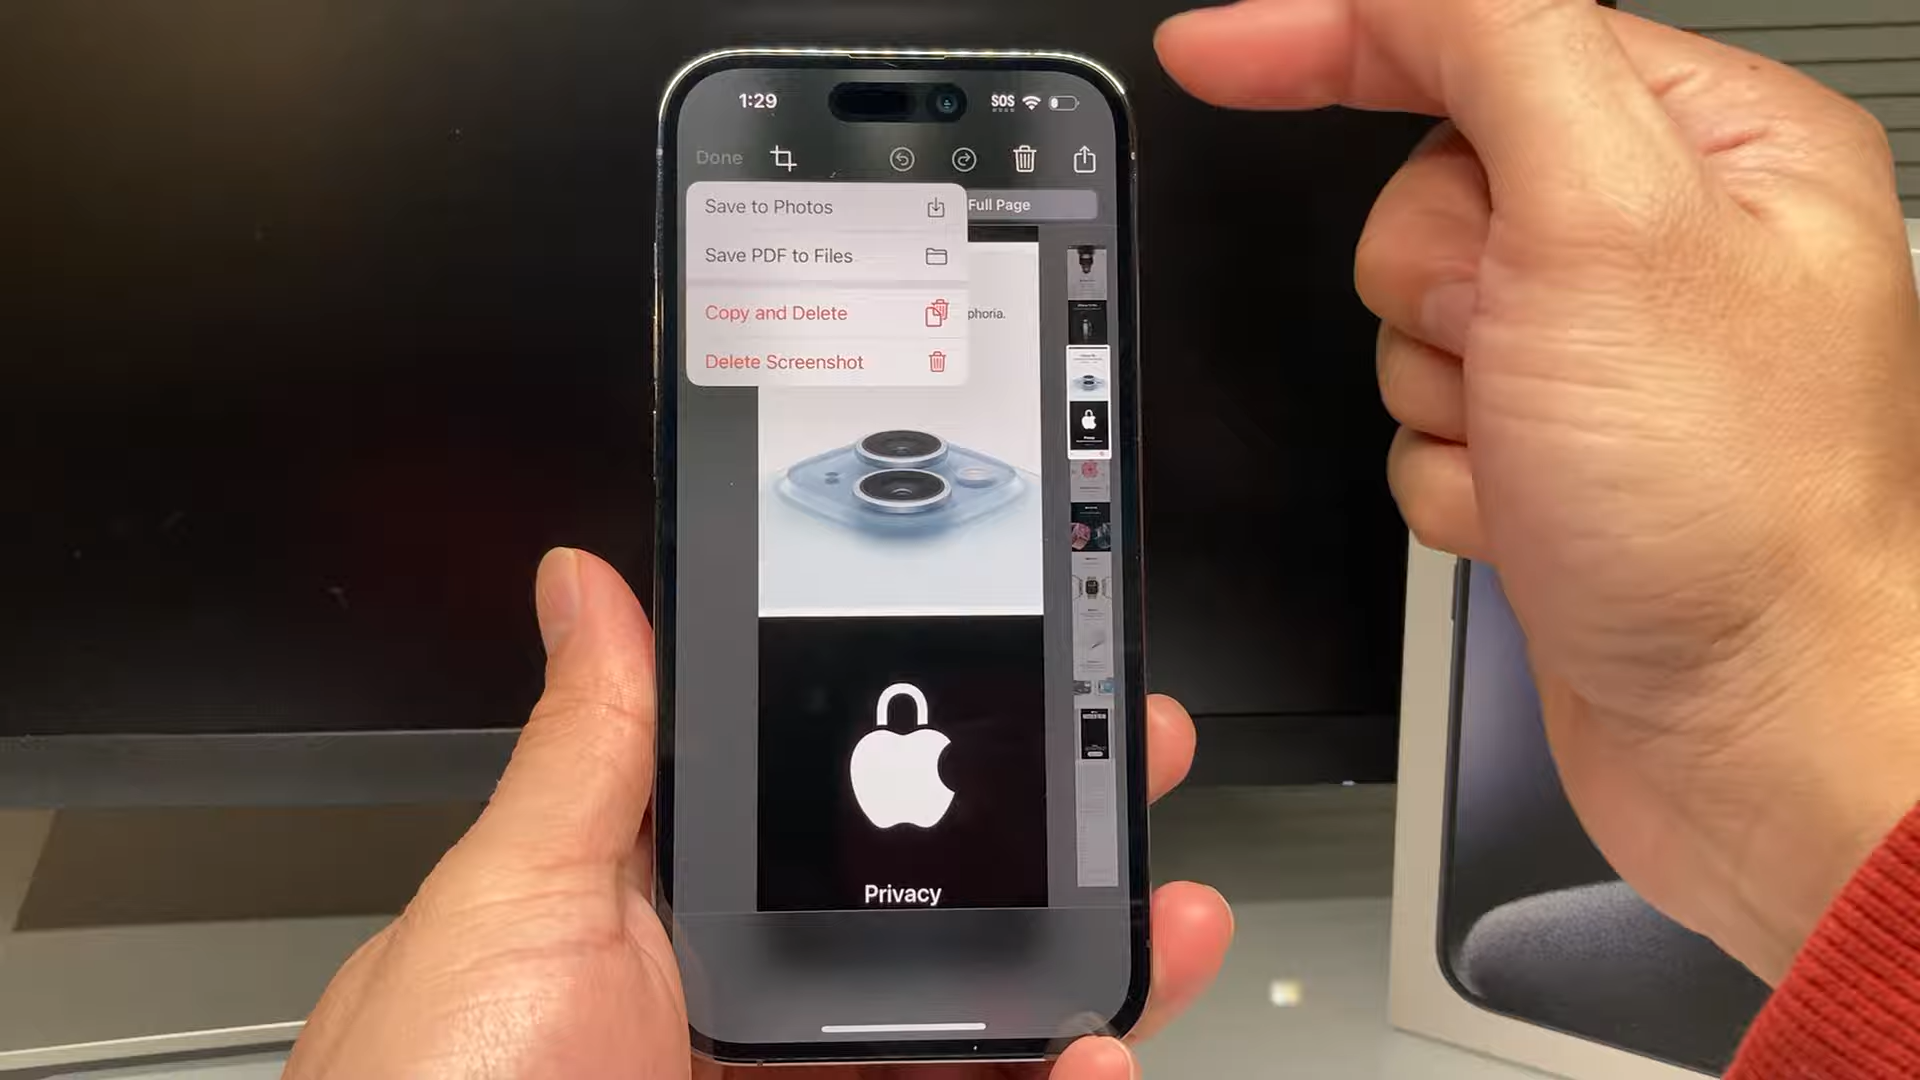 1:29
SOS
Done
Save to Photos
Full Page
Save PDF to Files
Copy and Delete
phoria.
Delete Screenshot
Privacy